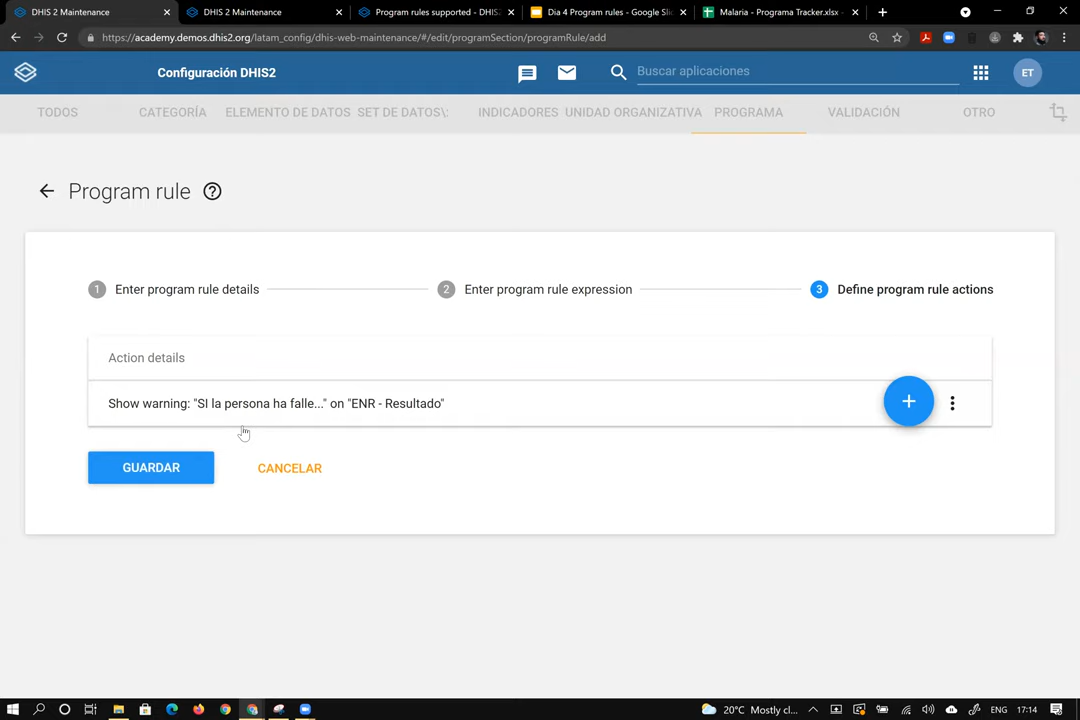 DHIS 2 Maintenance
DHIS 2 Maintenance
Program rules supported - DHIS
Dia 4 Program rules - Google Slid
Malaria - Programa Tracker.xlsx -
https://academy.demos.dhis2.org/latam_config/dhis-web-maintenance/#/edit/programSection/programRule/add
Configuración DHIS2
Buscar aplicaciones
ET
TODOS
CATEGORÍA
ELEMENTO DE DATOS
SET DE DATOS\:
INDICADORES
UNIDAD ORGANIZATIVA
PROGRAMA
VALIDACIÓN
OTRO
Program rule
1 Enter program rule details
2 Enter program rule expression
3 Define program rule actions
Action details
Show warning: "SI la persona ha falle..." on "ENR - Resultado"
GUARDAR
CANCELAR
20°C Mostly cl...
ENG
17:14